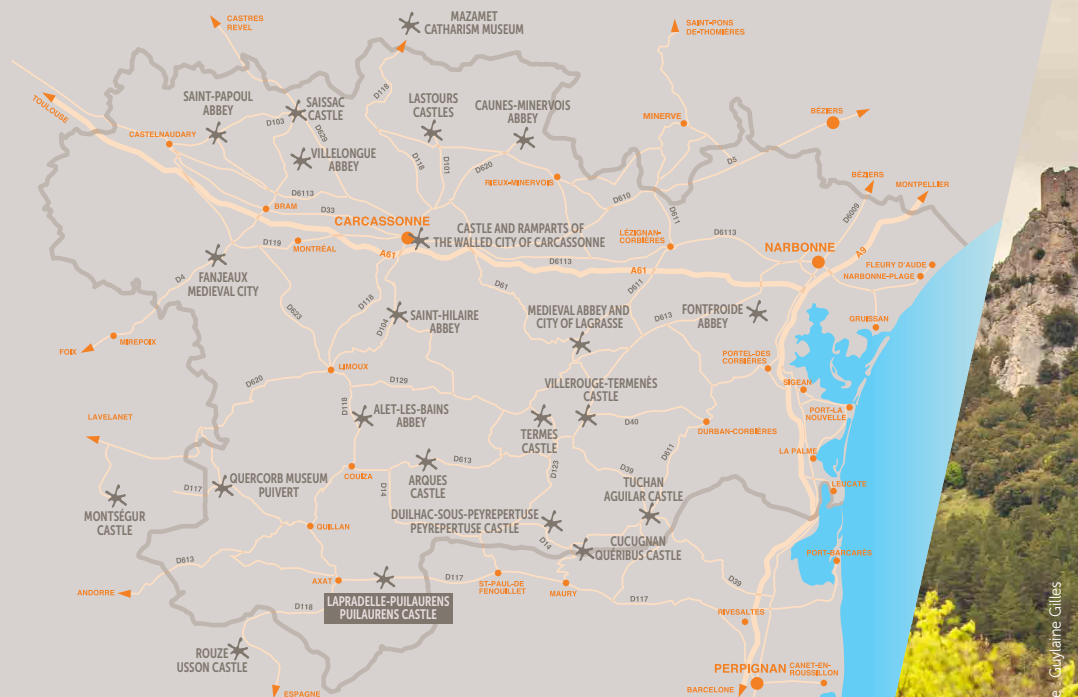 CASTRES
REVEL
MAZAMET
CATHARISM MUSEUM
SAINT-PONS
DE-THOMIÈRES
TOULOUSE
D118
SAINT-PAPOUL
ABBEY
SAISSAC
CASTLE
LASTOURS
CASTLES
CAUNES-MINERVOIS
ABBEY
MINERVE
BÉZIERS
CASTELNAUDARY
D103
D629
VILLELONGUE
ABBEY
D118
D101
D620
D5
RIEUX-MINERVOIS
BÉZIERS
MONTPELLIER
D6113
D610
D611
D6009
BRAM
D33
CARCASSONNE
CASTLE AND RAMPARTS OF
THE WALLED CITY OF CARCASSONNE
LÉZIGNAN-
CORBIÈRES
D6113
NARBONNE
D119
MONTRÉAL
A61
D6113
A61
A9
FLEURY D'AUDE
NARBONNE-PLAGE
D4
FANJEAUX
MEDIEVAL CITY
D61
D611
D623
D118
D104
SAINT-HILAIRE
ABBEY
MEDIEVAL ABBEY AND
CITY OF LAGRASSE
D613
FONTFROIDE
ABBEY
GRUISSAN
MIREPOIX
FOIX
PORTEL-DES
CORBIÈRES
LIMOUX
D620
D129
VILLEROUGE-TERMENÈS
CASTLE
SIGEAN
D118
ALET-LES-BAINS
ABBEY
LAVELANET
TERMES
CASTLE
D40
PORT-LA
NOUVELLE
DURBAN-CORBIÈRES
LA PALME
D613
D123
D611
D39
COUIZA
ARQUES
CASTLE
QUERCORB MUSEUM
PUIVERT
D117
D14
TUCHAN
AGUILAR CASTLE
LEUCATE
MONTSÉGUR
CASTLE
DUILHAC-SOUS-PEYREPERTUSE
PEYREPERTUSE CASTLE
QUILLAN
D14
CUCUGNAN
QUÉRIBUS CASTLE
PORT-BARCARÈS
D613
ANDORRE
AXAT
D117
ST-PAUL-DE
FENOUILLET
MAURY
D39
D117
LAPRADELLE-PUILAURENS
PUILAURENS CASTLE
D118
RIVESALTES
ROUZE
USSON CASTLE
PERPIGNAN
CANET-EN-
ROUSSILLON
BARCELONE
ESPAGNE
e . Guylaine Gilles